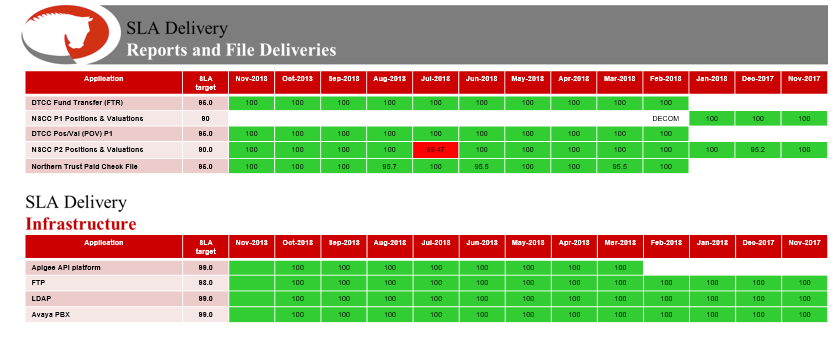 SLA Delivery
Reports and File Deliveries
Application SLA target Nov-2018 Oct-2018 Sep-2018 Aug-2018 Jul-2018 Jun-2018 May-2018 Apr-2018 Mar-2018 Feb-2018 Jan-2018 Dec-2017 Nov-2017
DTCC Fund Transfer (FTR) 95.0 100 100 100 100 100 100 100 100 100 100
NSCC P1 Positions & Valuations 90 DECOM 100 100 100
DTCC Pos/Val (POV) P1 95.0 100 100 100 100 100 100 100 100 100 100
NSCC P2 Positions & Valuations 90.0 100 100 100 100 100 100 100 100 100 100 95.2 100
Northern Trust Paid Check File 95.0 100 100 100 95.7 100 95.5 100 100 95.5 100
SLA Delivery
Infrastructure
Application SLA target Nov-2018 Oct-2018 Sep-2018 Aug-2018 Jul-2018 Jun-2018 May-2018 Apr-2018 Mar-2018 Feb-2018 Jan-2018 Dec-2017 Nov-2017
Apigee API platform 99.0 100 100 100 100 100 100 100 100
FTP 98.0 100 100 100 100 100 100 100 100 100 100 100 100
LDAP 99.0 100 100 100 100 100 100 100 100 100 100 100 100
Avaya PBX 99.0 100 100 100 100 100 100 100 100 100 100 100 100